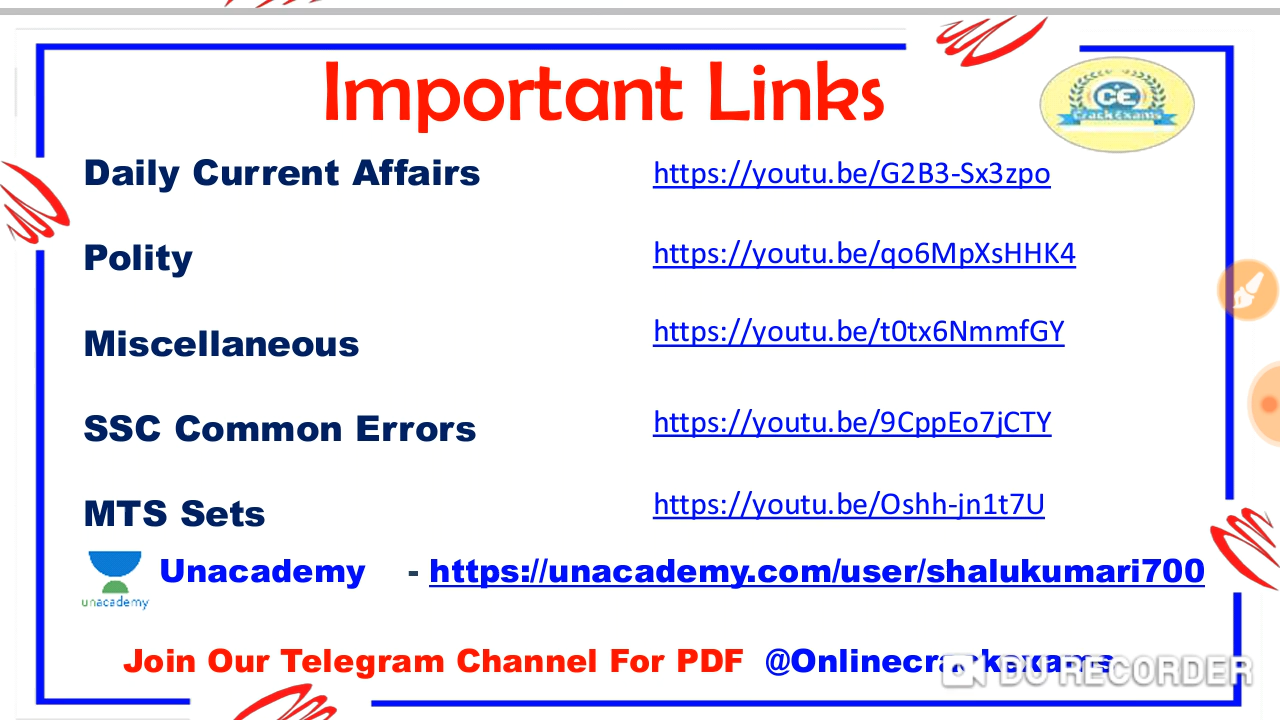 Important Links
CE
CrackExams
Daily Current Affairs https://youtu.be/G2B3-Sx3zpo
Polity https://youtu.be/qo6MpXsHHK4
Miscellaneous https://youtu.be/t0tx6NmmfGY
SSC Common Errors https://youtu.be/9CppEo7jCTY
MTS Sets https://youtu.be/Oshh-jn1t7U
Unacademy - https://unacademy.com/user/shalukumari700
unacademy
Join Our Telegram Channel For PDF @Onlinecrackexams
DU RECORDER